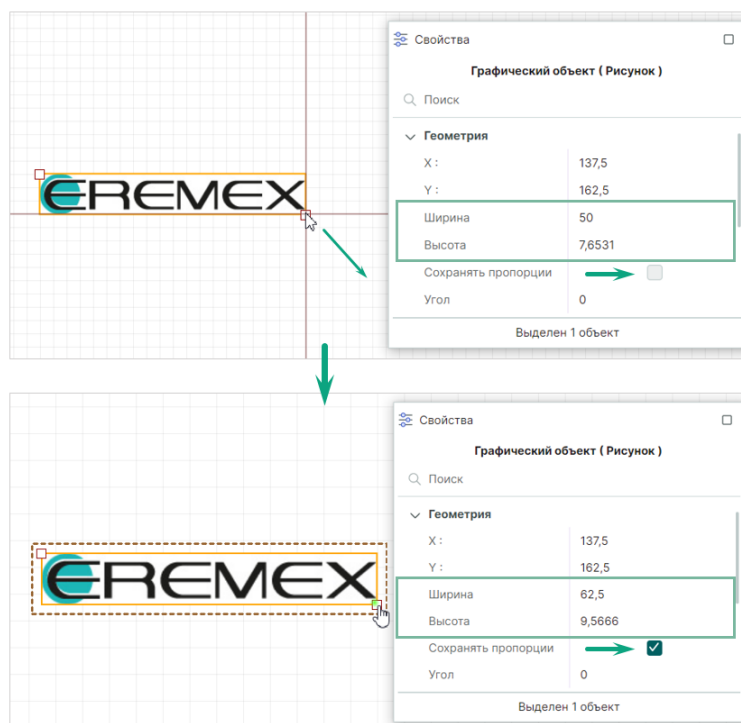 Свойства
Графический объект ( Рисунок )
Поиск
Геометрия
X : 137,5
Y : 162,5
Ширина 50
Высота 7,6531
Сохранять пропорции
Угол 0
Выделен 1 объект
EREMEX
Свойства
Графический объект ( Рисунок )
Поиск
Геометрия
X : 137,5
Y : 162,5
Ширина 62,5
Высота 9,5666
Сохранять пропорции
Угол 0
Выделен 1 объект
EREMEX